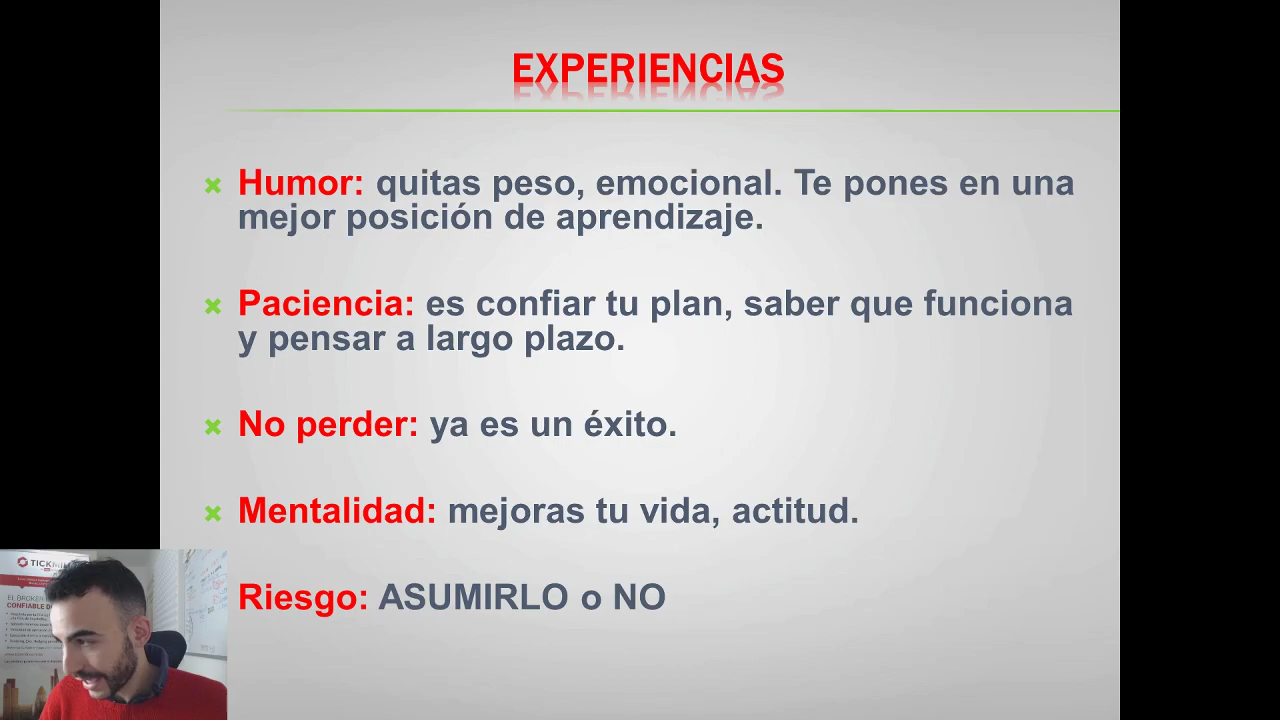 EXPERIENCIAS
Humor: quitas peso, emocional. Te pones en una
mejor posición de aprendizaje.
Paciencia: es confiar tu plan, saber que funciona
y pensar a largo plazo.
No perder: ya es un éxito.
Mentalidad: mejoras tu vida, actitud.
Riesgo: ASUMIRLO o NO
TICKMI
EL BROKER
CONFIABLE